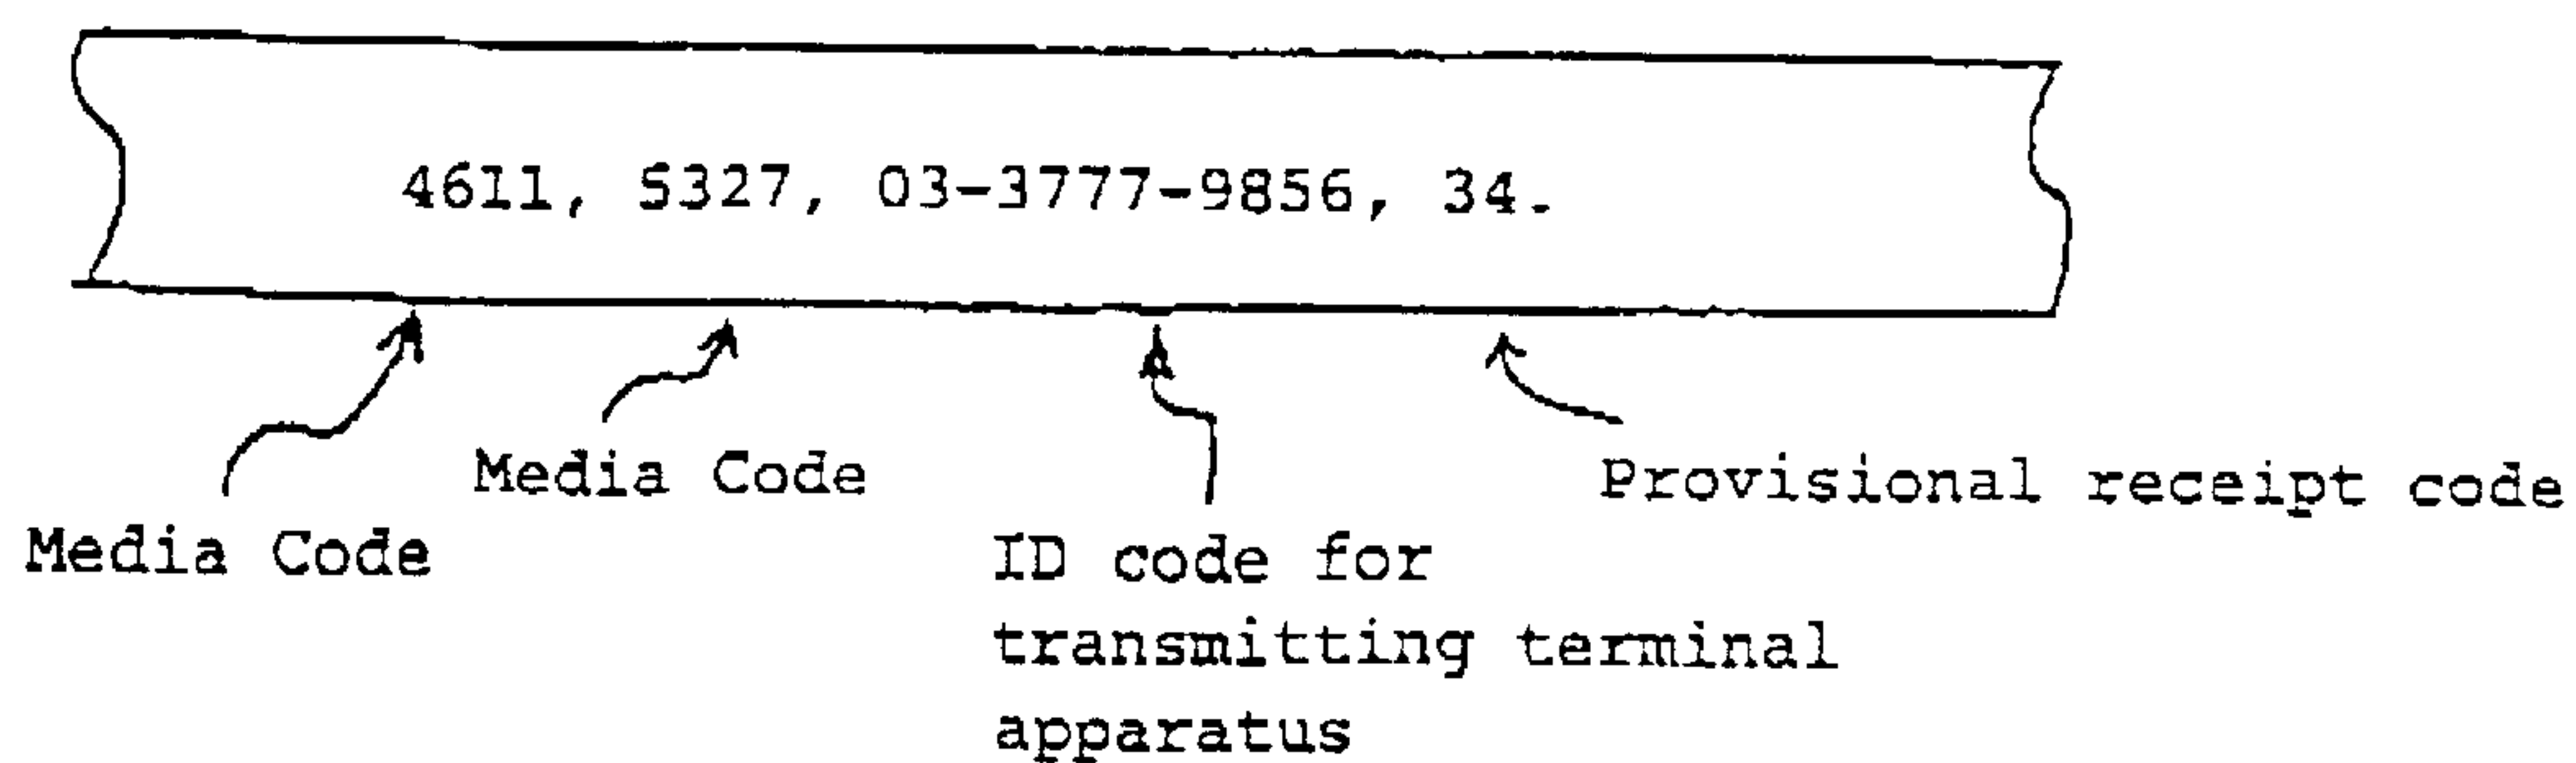 4611, 5327, 03-3777-9856, 34.
Media Code
Media Code
ID code for
transmitting terminal
apparatus
Provisional receipt code